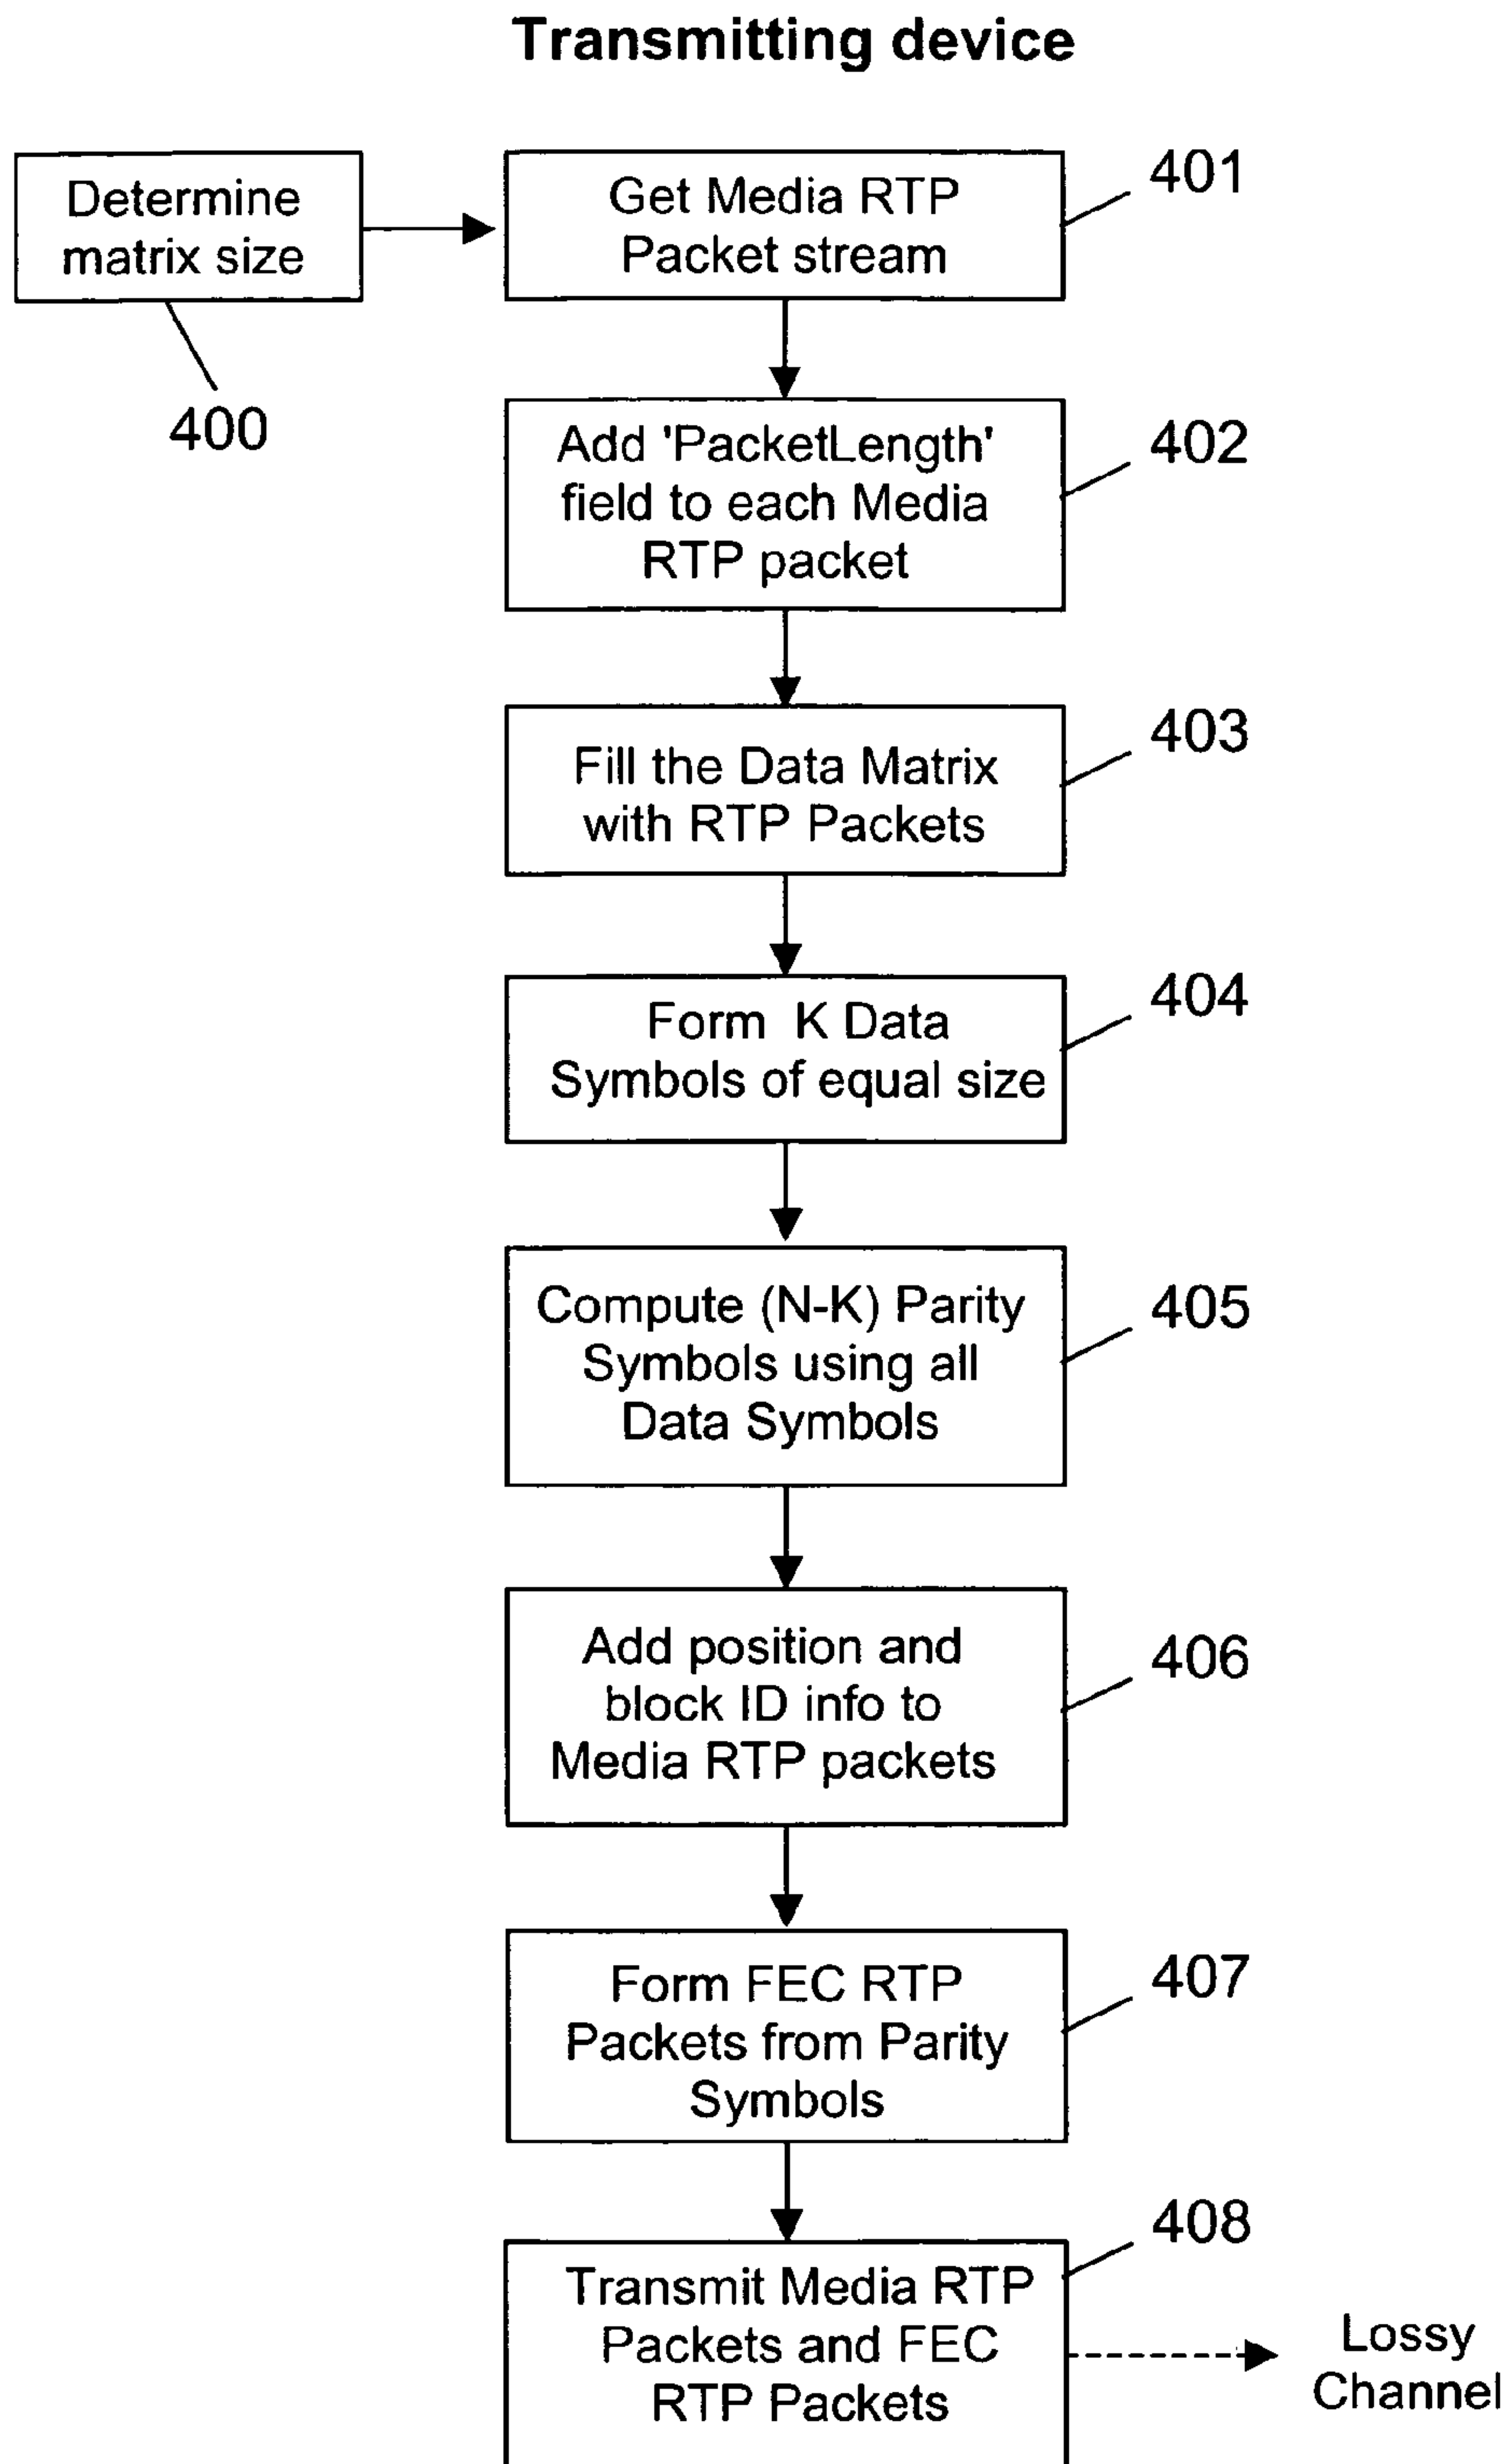 Transmitting device
Determine
matrix size
400
Get Media RTP
Packet stream
401
Add 'PacketLength'
field to each Media
RTP packet
402
Fill the Data Matrix
with RTP Packets
403
Form K Data
Symbols of equal size
404
Compute (N-K) Parity
Symbols using all
Data Symbols
405
Add position and
block ID info to
Media RTP packets
406
Form FEC RTP
Packets from Parity
Symbols
407
Transmit Media RTP
Packets and FEC
RTP Packets
408
Lossy
Channel